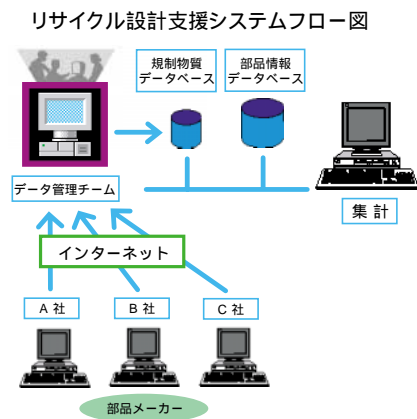 リサイクル設計支援システムフロー図
規制物質
データベース
部品情報
データベース
データ管理チーム
集計
インターネット
A 社
B 社
C 社
部品メーカー